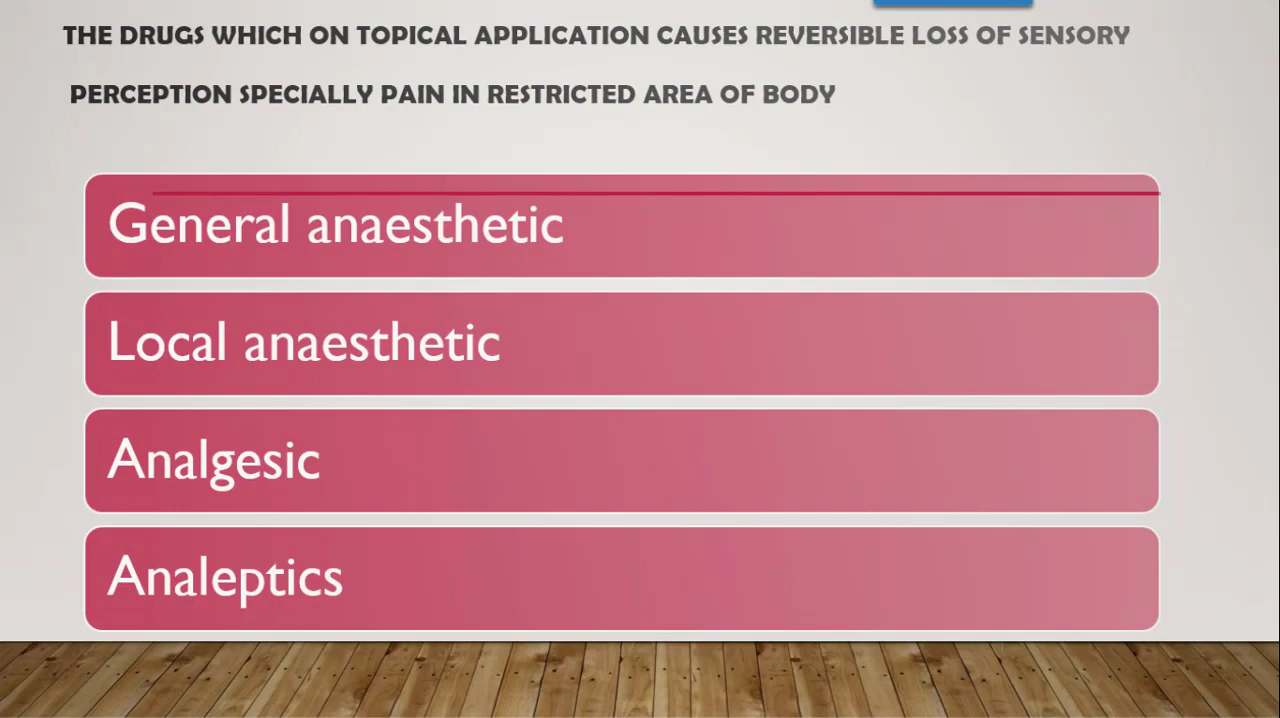 THE DRUGS WHICH ON TOPICAL APPLICATION CAUSES REVERSIBLE LOSS OF SENSORY
PERCEPTION SPECIALLY PAIN IN RESTRICTED AREA OF BODY
General anaesthetic
Local anaesthetic
Analgesic
Analeptics